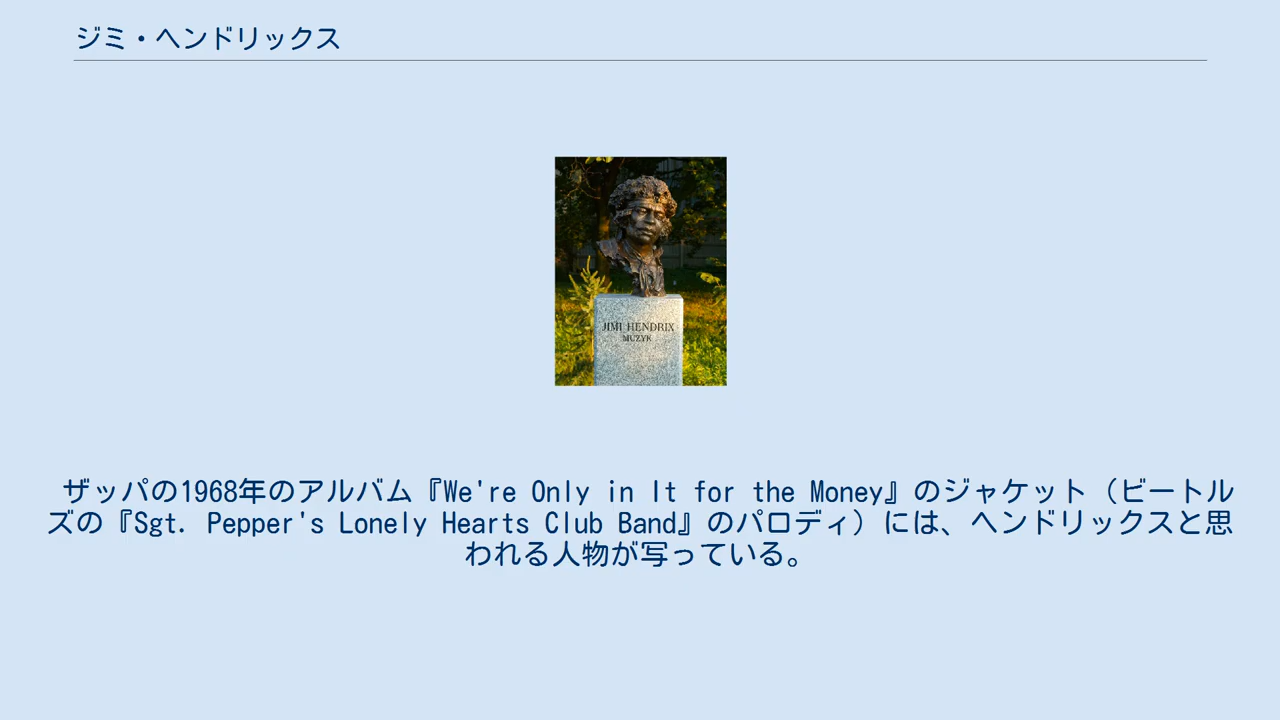 ジミ・ヘンドリックス
JIMI HENDRIX
MUZYK
ザッパの1968年のアルバム『We're Only in It for the Money』のジャケット（ビートル
ズの『Sgt. Pepper's Lonely Hearts Club Band』のパロディ）には、ヘンドリックスと思
われる人物が写っている。